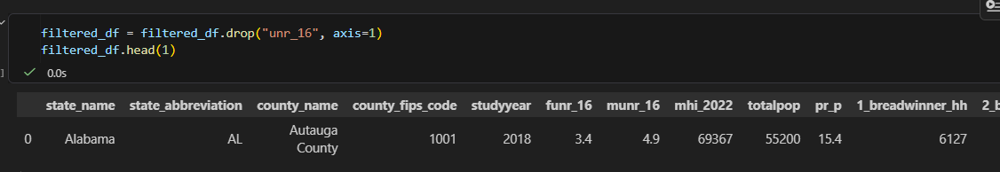 filtered_df = filtered_df.drop("unr_16", axis=1)
filtered_df.head(1)
0.0s
state_name state_abbreviation county_name county_fips_code studyyear funr_16 munr_16 mhi_2022 totalpop pr_p 1_breadwinner_hh
0 Alabama AL Autauga County 1001 2018 3.4 4.9 69367 55200 15.4 6127